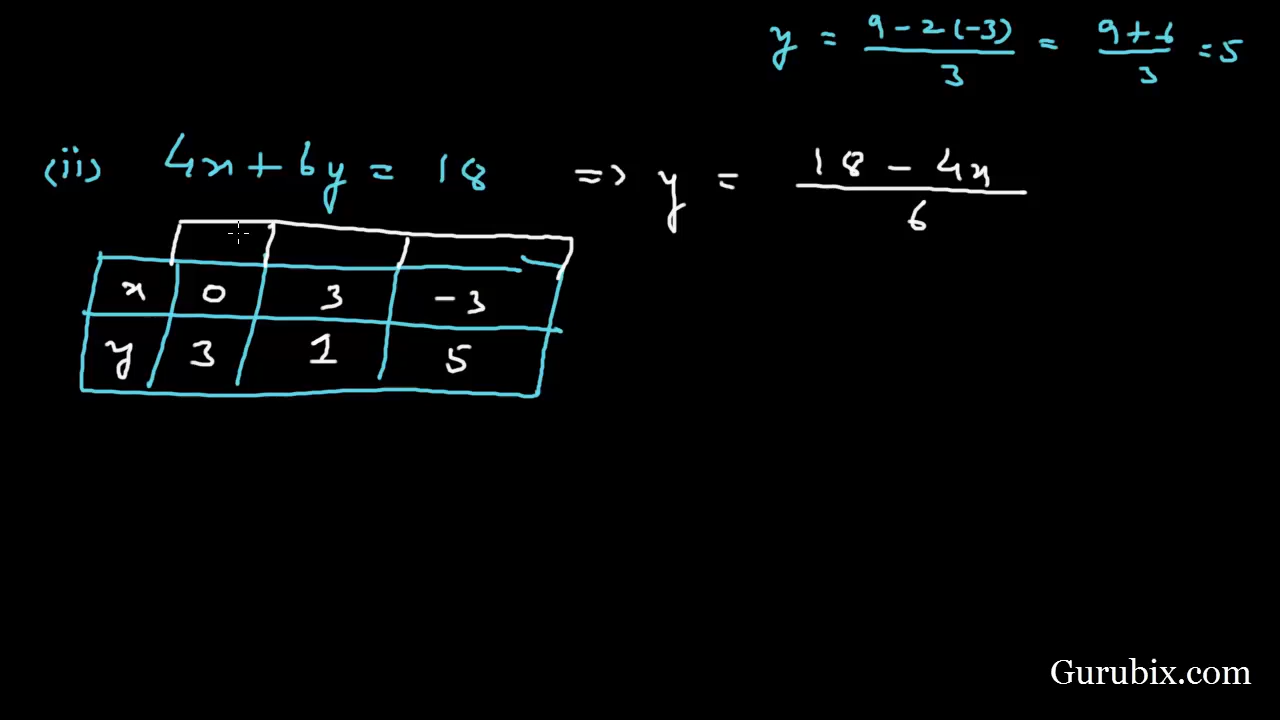 y = 9 - 2(-3) / 3 = 9 + 6 / 3 = 5
(ii) 4x + 6y = 18 => y = 18 - 4x / 6
x 0 3 -3
y 3 1 5
Gurubix.com